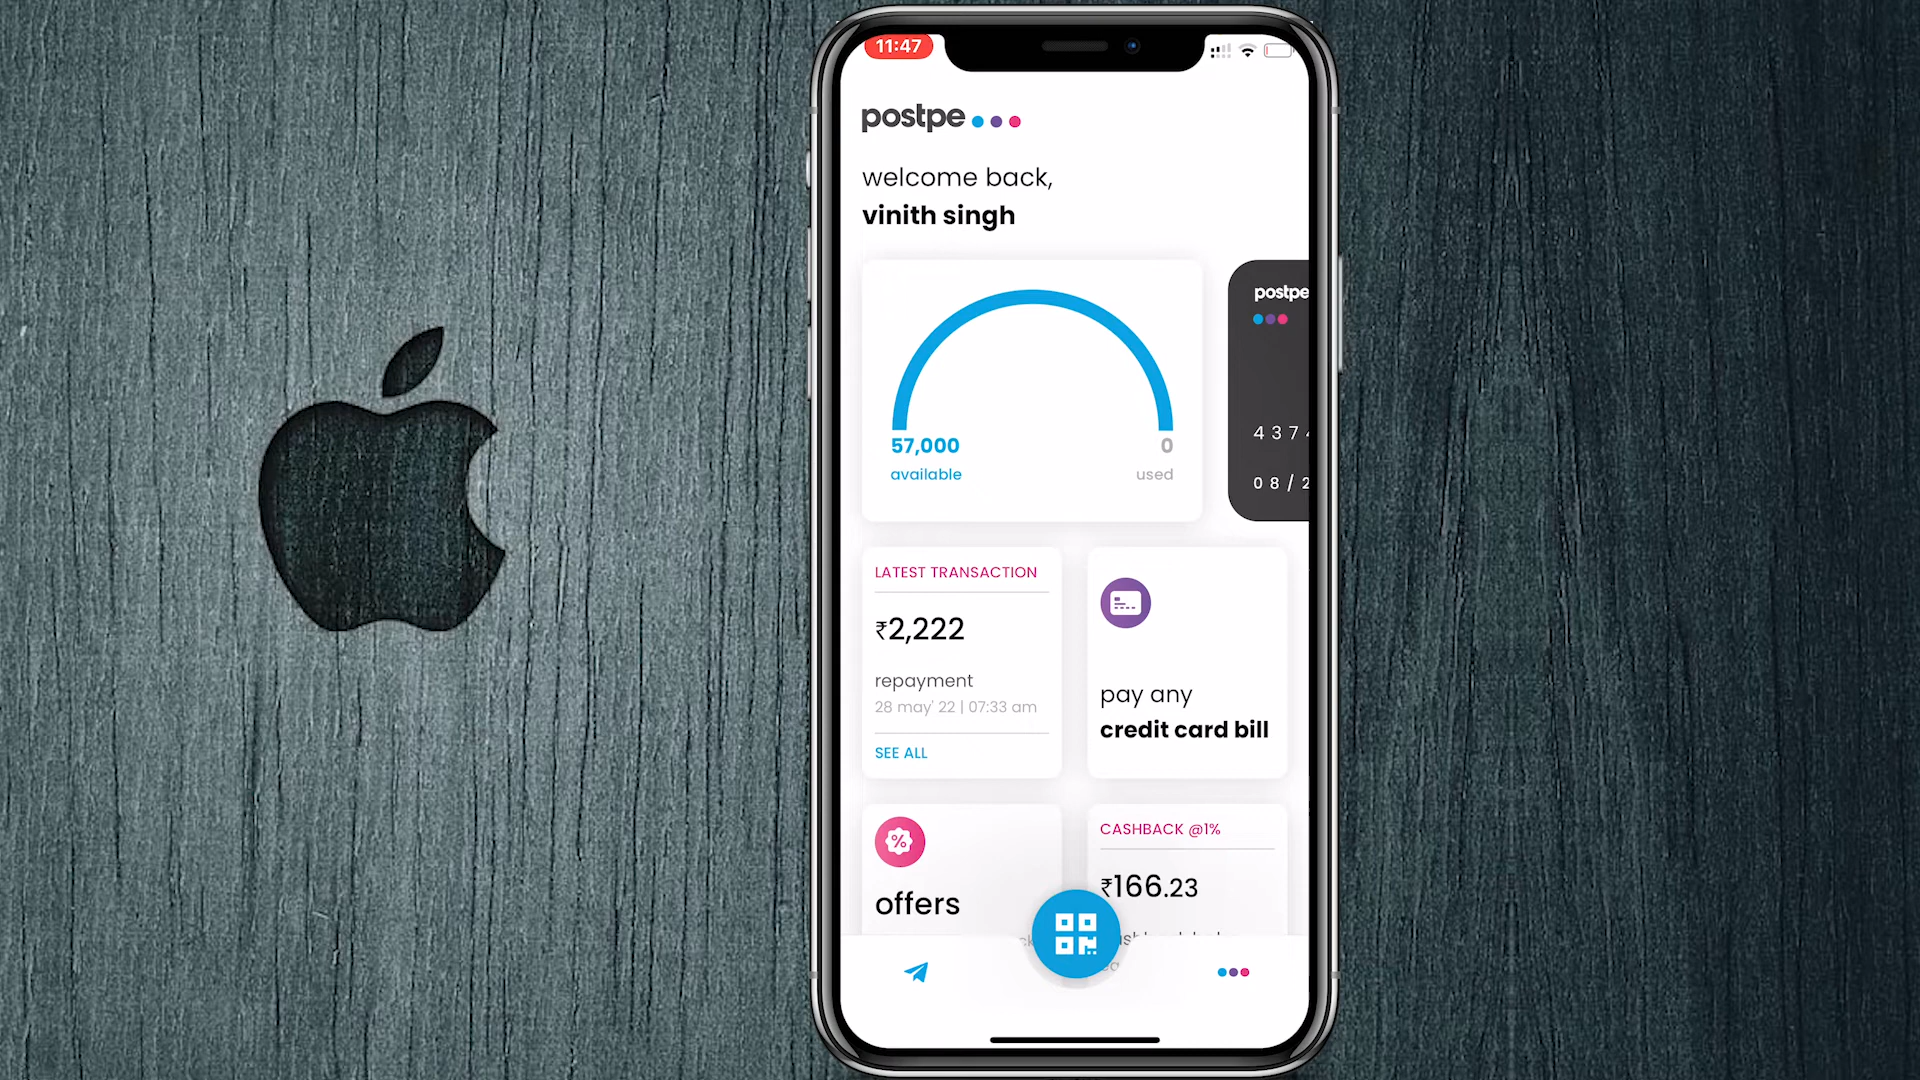 11:47
postpe
welcome back,
vinith singh
57,000
available
0
used
postpe
4 3 7
0 8 / 2
LATEST TRANSACTION
₹2,222
repayment
28 may' 22 | 07:33 am
SEE ALL
pay any
credit card bill
%
offers
CASHBACK @1%
₹166.23